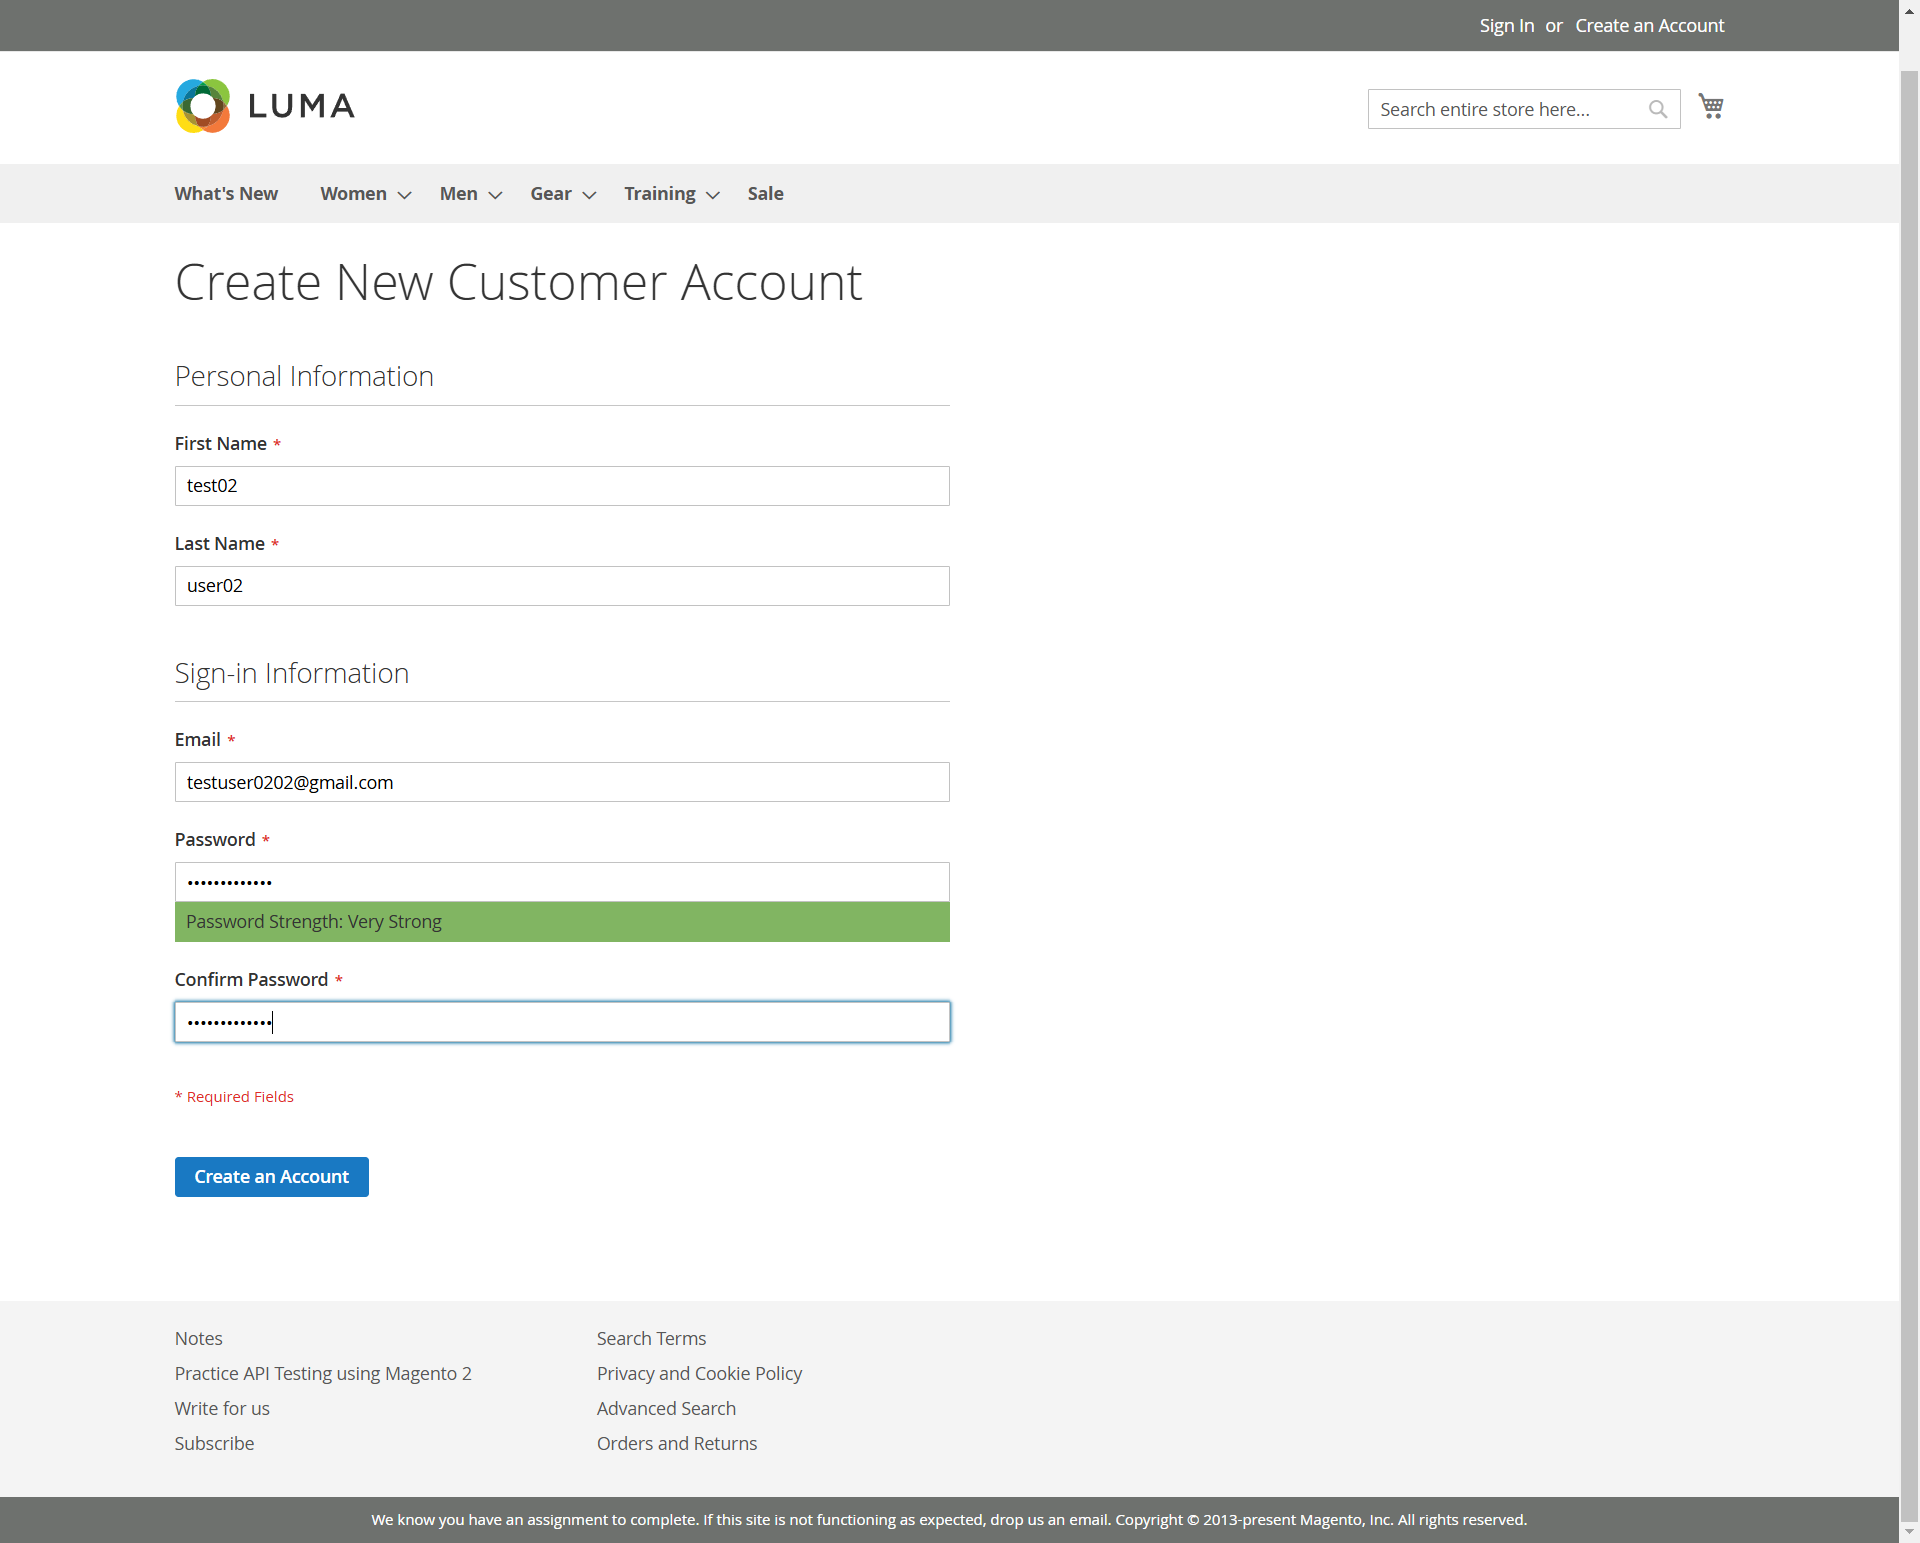 Sign In or Create an Account
LUMA
Search entire store here...
What's New Women Men Gear Training Sale
Create New Customer Account
Personal Information
First Name *
test02
Last Name *
user02
Sign-in Information
Email *
testuser0202@gmail.com
Password *
•••••••••••••
Password Strength: Very Strong
Confirm Password *
•••••••••••••
* Required Fields
Create an Account
Notes
Practice API Testing using Magento 2
Write for us
Subscribe
Search Terms
Privacy and Cookie Policy
Advanced Search
Orders and Returns
We know you have an assignment to complete. If this site is not functioning as expected, drop us an email. Copyright © 2013-present Magento, Inc. All rights reserved.